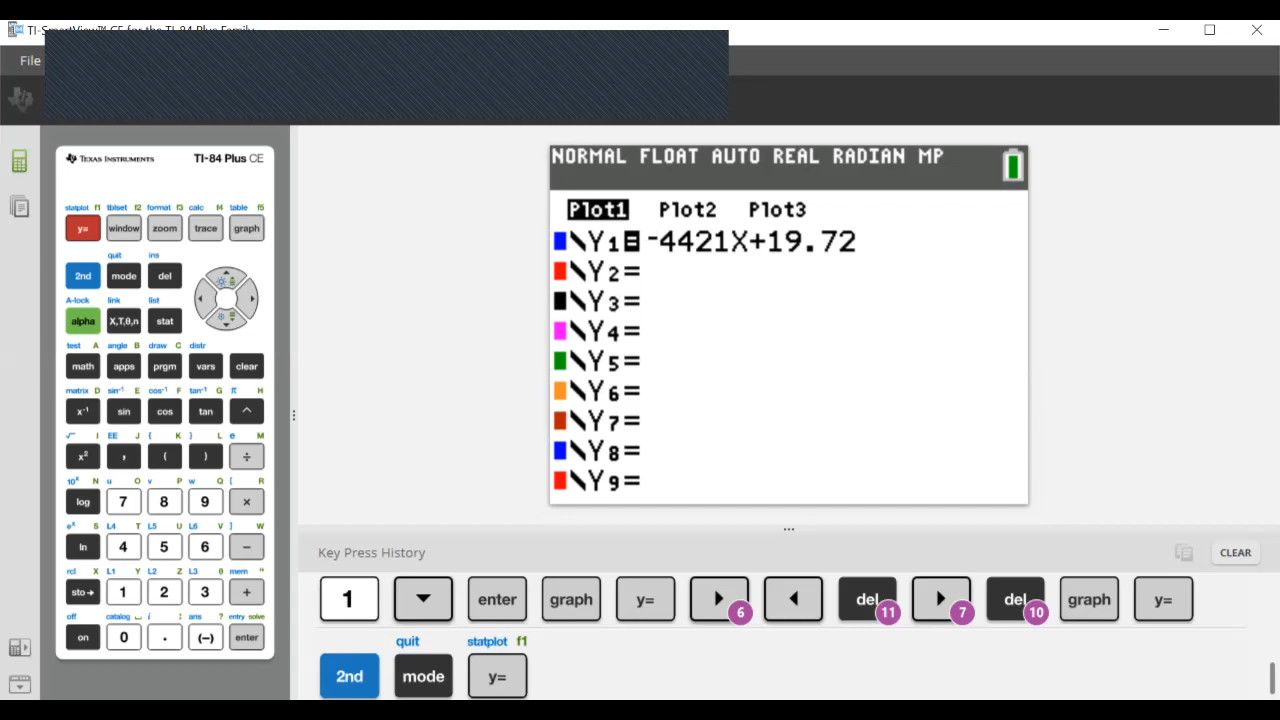 TI-SmartView™ CE for the TI-84 Plus Family
File
TEXAS INSTRUMENTS TI-84 Plus CE
statplot f1 tblset f2 format f3 calc f4 table f5
y= window zoom trace graph
quit ins
2nd mode del
A-lock link list
alpha X,T,θ,n stat
test A angle B draw C distr
math apps prgm vars clear
matrix D sin⁻¹ E cos⁻¹ F tan⁻¹ G π H
x⁻¹ sin cos tan ^
√ I EE J { K } L e M
x² , ( ) ÷
10ˣ N u O v P w Q [ R
log 7 8 9 ×
eˣ S L4 T L5 U L6 V ] W
ln 4 5 6 −
rcl X L1 Y L2 Z L3 θ mem "
sto→ 1 2 3 +
off catalog i : ans ? entry solve
on 0 . (−) enter
NORMAL FLOAT AUTO REAL RADIAN MP
Plot1 Plot2 Plot3
\Y1=-4421X+19.72
\Y2=
\Y3=
\Y4=
\Y5=
\Y6=
\Y7=
\Y8=
\Y9=
Key Press History CLEAR
1 enter graph y= 6 del 11 7 del 10 graph y=
quit statplot f1
2nd mode y=